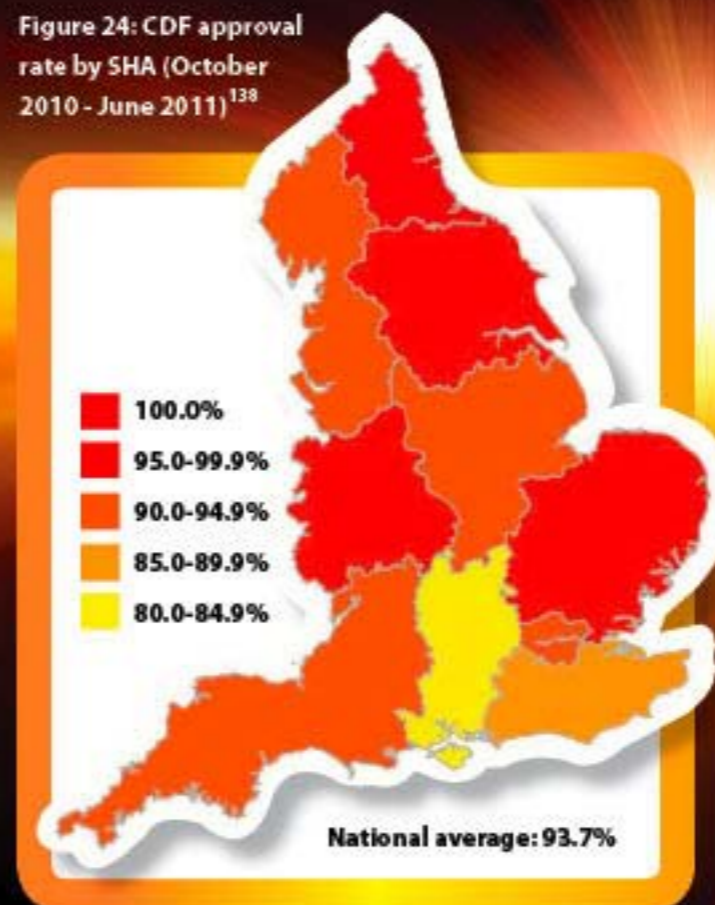 Figure 24: CDF approval
rate by SHA (October
2010 - June 2011)138
100.0%
95.0-99.9%
90.0-94.9%
85.0-89.9%
80.0-84.9%
National average: 93.7%